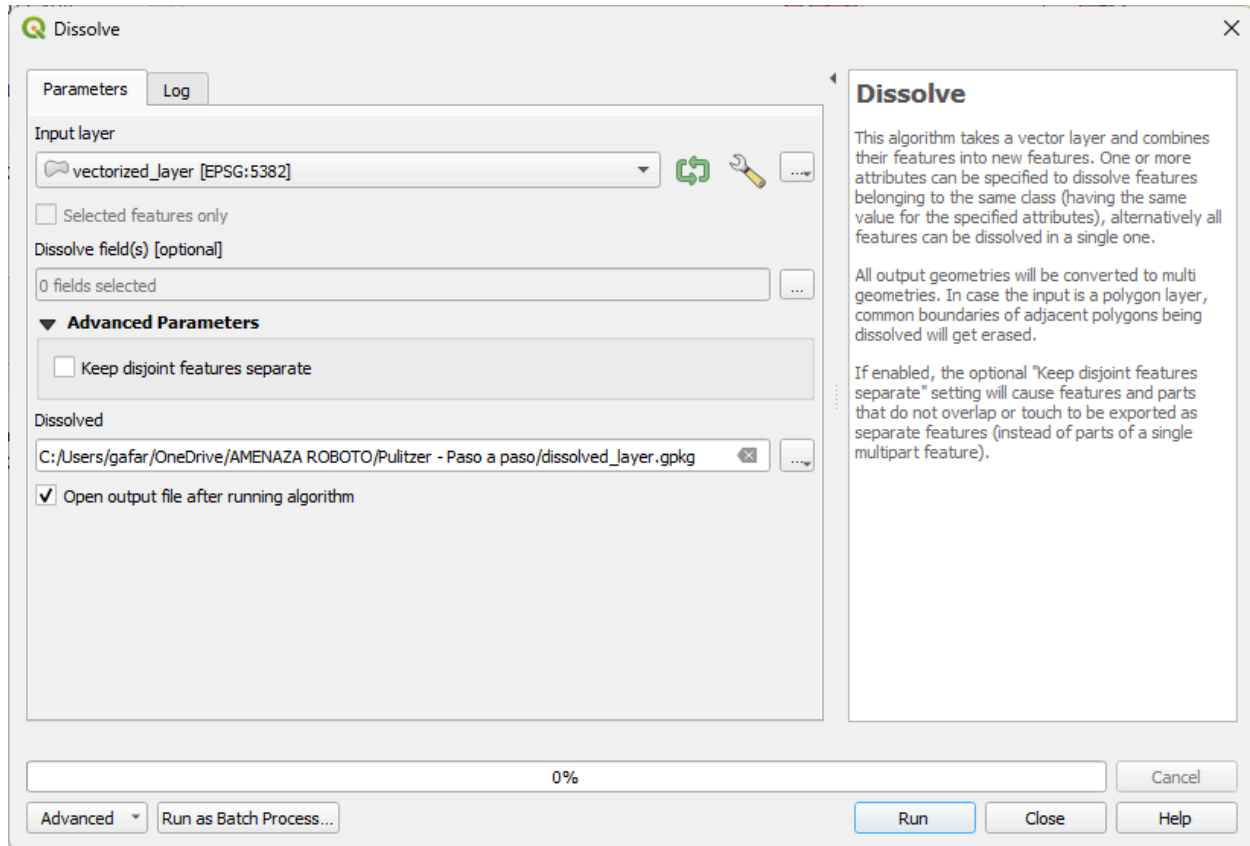 Dissolve
Parameters
Log
Input layer
vectorized_layer [EPSG:5382]
...
Selected features only
Dissolve field(s) [optional]
0 fields selected
...
Advanced Parameters
Keep disjoint features separate
Dissolved
C:/Users/gafar/OneDrive/AMENAZA ROBOTO/Pulitzer - Paso a paso/dissolved_layer.gpkg
...
Open output file after running algorithm
Dissolve
This algorithm takes a vector layer and combines
their features into new features. One or more
attributes can be specified to dissolve features
belonging to the same class (having the same
value for the specified attributes), alternatively all
features can be dissolved in a single one.
All output geometries will be converted to multi
geometries. In case the input is a polygon layer,
common boundaries of adjacent polygons being
dissolved will get erased.
If enabled, the optional "Keep disjoint features
separate" setting will cause features and parts
that do not overlap or touch to be exported as
separate features (instead of parts of a single
multipart feature).
0%
Cancel
Advanced
Run as Batch Process...
Run
Close
Help